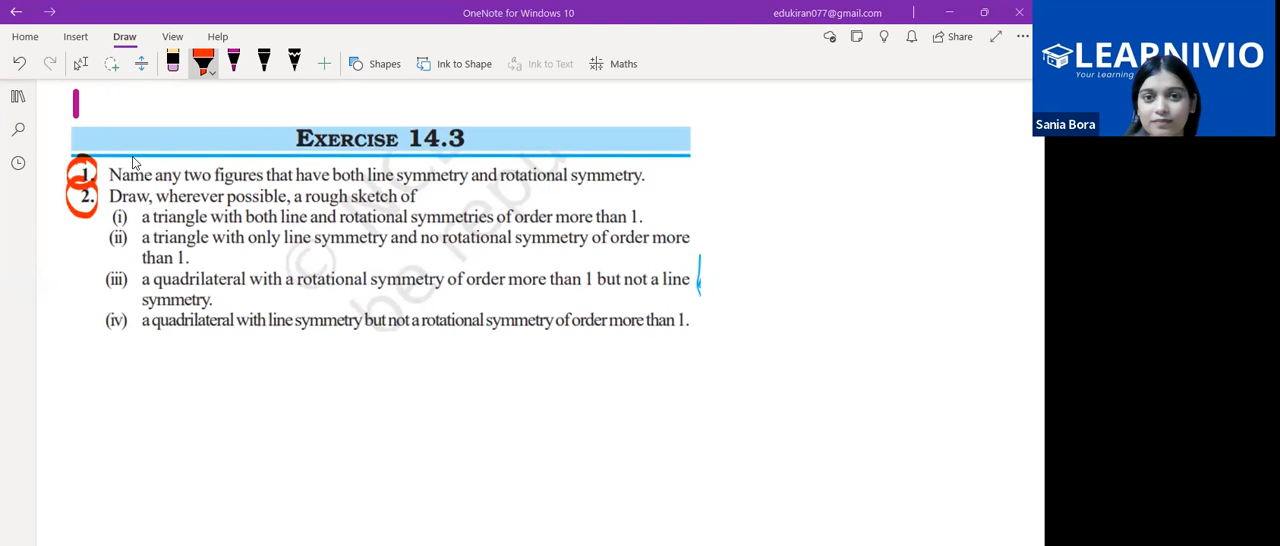 OneNote for Windows 10
edukiran077@gmail.com
Home Insert Draw View Help
Share
Shapes Ink to Shape Ink to Text Maths
LEARNIVIO
Your Learning
Sania Bora
EXERCISE 14.3
1. Name any two figures that have both line symmetry and rotational symmetry.
2. Draw, wherever possible, a rough sketch of
(i) a triangle with both line and rotational symmetries of order more than 1.
(ii) a triangle with only line symmetry and no rotational symmetry of order more
than 1.
(iii) a quadrilateral with a rotational symmetry of order more than 1 but not a line
symmetry.
(iv) a quadrilateral with line symmetry but not a rotational symmetry of order more than 1.